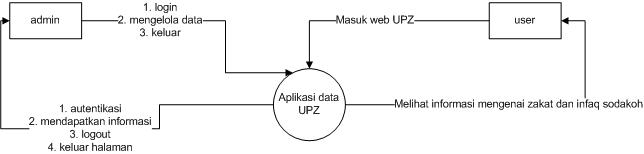 admin
1. login
2. mengelola data
3. keluar
Masuk web UPZ
user
Aplikasi data
UPZ
1. autentikasi
2. mendapatkan informasi
3. logout
4. keluar halaman
Melihat informasi mengenai zakat dan infaq sodakoh